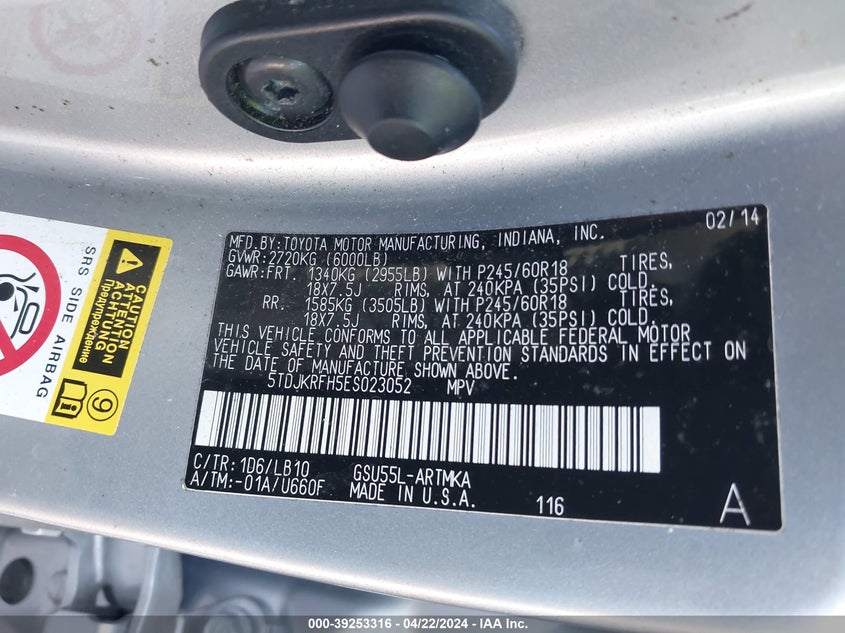 MFD.BY:TOYOTA MOTOR MANUFACTURING, INDIANA, INC. 02/14
GVWR:2720KG (6000LB)
GAWR:FRT. 1340KG (2955LB) WITH P245/60R18 TIRES,
18X7.5J RIMS, AT 240KPA (35PSI) COLD.
RR. 1585KG (3505LB) WITH P245/60R18 TIRES,
18X7.5J RIMS, AT 240KPA (35PSI) COLD.
THIS VEHICLE CONFORMS TO ALL APPLICABLE FEDERAL MOTOR
VEHICLE SAFETY AND THEFT PREVENTION STANDARDS IN EFFECT ON
THE DATE OF MANUFACTURE SHOWN ABOVE.
5TDJKRFH5ES023052 MPV
C/TR: 1D6/LB10 GSU55L-ARTMKA
A/TM:-01A/U660F MADE IN U.S.A. 116 A
SRS SIDE AIRBAG
CAUTION
ATTENTION
ACHTUNG
Предупреждение
9
000-39253316 - 04/22/2024 - IAAI.com